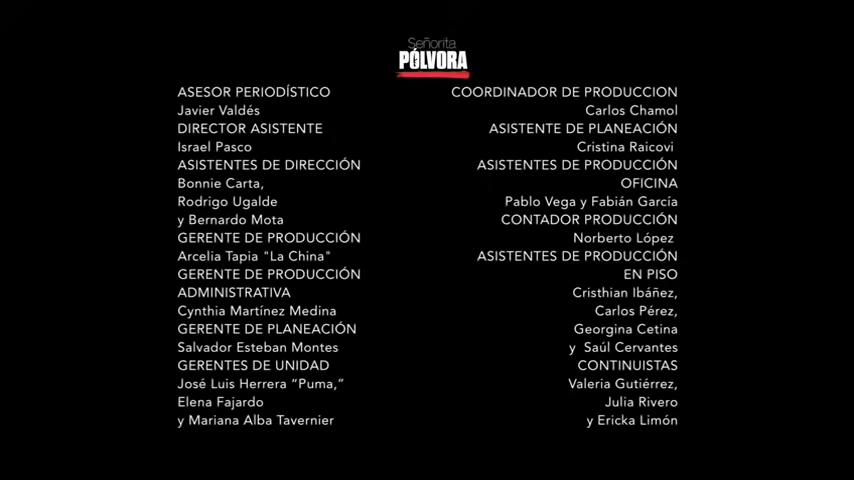 Señorita
PÓLVORA
ASESOR PERIODÍSTICO
Javier Valdés
DIRECTOR ASISTENTE
Israel Pasco
ASISTENTES DE DIRECCIÓN
Bonnie Carta,
Rodrigo Ugalde
y Bernardo Mota
GERENTE DE PRODUCCIÓN
Arcelia Tapia "La China"
GERENTE DE PRODUCCIÓN
ADMINISTRATIVA
Cynthia Martínez Medina
GERENTE DE PLANEACIÓN
Salvador Esteban Montes
GERENTES DE UNIDAD
José Luis Herrera “Puma,“
Elena Fajardo
y Mariana Alba Tavernier
COORDINADOR DE PRODUCCION
Carlos Chamol
ASISTENTE DE PLANEACIÓN
Cristina Raicovi
ASISTENTES DE PRODUCCIÓN
OFICINA
Pablo Vega y Fabián García
CONTADOR PRODUCCIÓN
Norberto López
ASISTENTES DE PRODUCCIÓN
EN PISO
Cristhian Ibáñez,
Carlos Pérez,
Georgina Cetina
y Saúl Cervantes
CONTINUISTAS
Valeria Gutiérrez,
Julia Rivero
y Ericka Limón